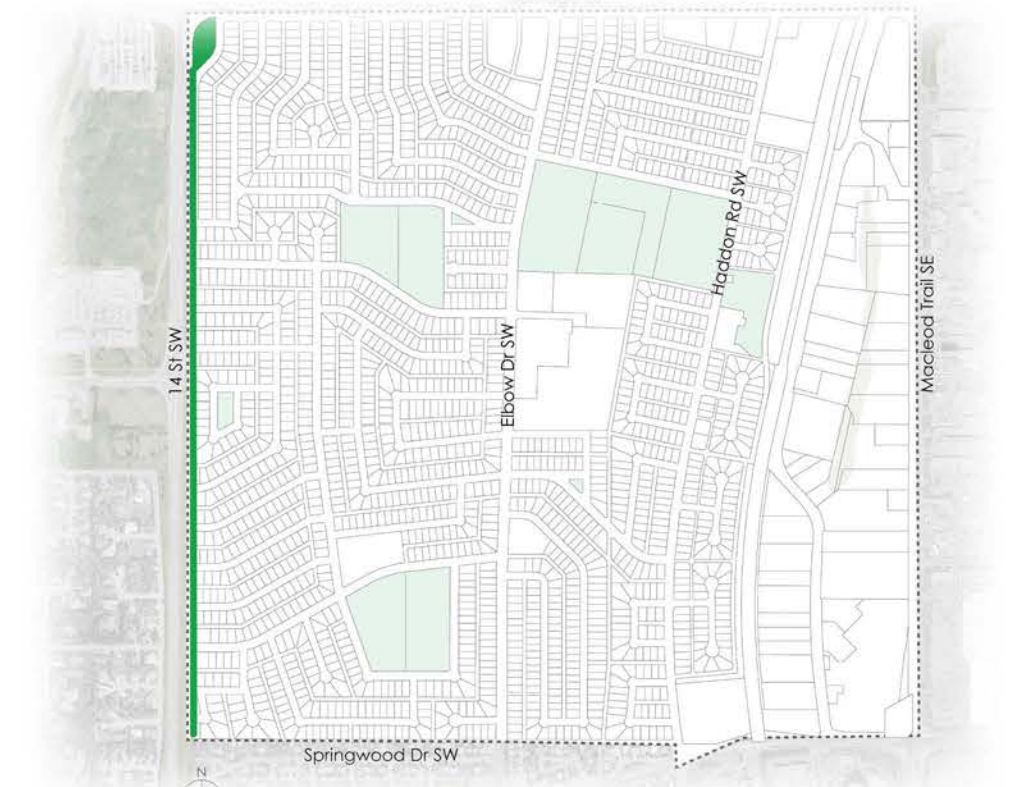 Haddon Rd SW
Macleod Trail SE
14 St SW
Elbow Dr SW
Springwood Dr SW
N